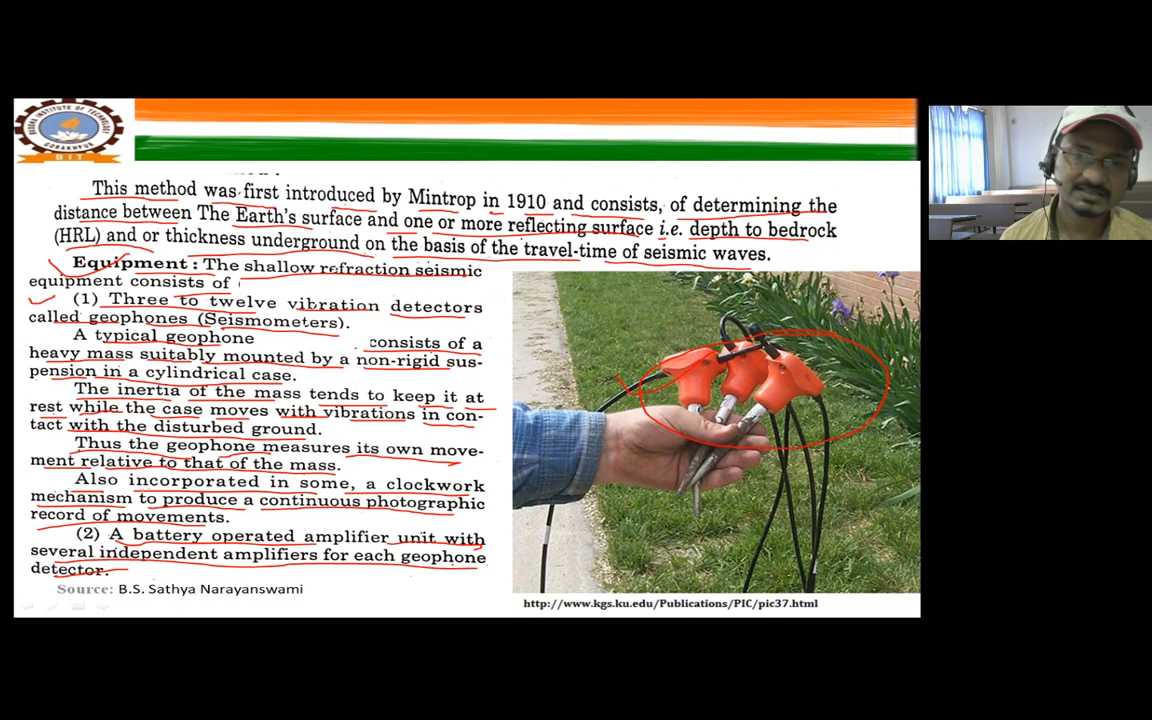 BUDDHA INSTITUTE OF TECHNOLOGY
GORAKHPUR
BIT
This method was first introduced by Mintrop in 1910 and consists, of determining the
distance between The Earth's surface and one or more reflecting surface i.e. depth to bedrock
(HRL) and or thickness underground on the basis of the travel-time of seismic waves.
Equipment : The shallow refraction seismic
equipment consists of
(1) Three to twelve vibration detectors
called geophones (Seismometers).
A typical geophone consists of a
heavy mass suitably mounted by a non-rigid sus-
pension in a cylindrical case.
The inertia of the mass tends to keep it at
rest while the case moves with vibrations in con-
tact with the disturbed ground.
Thus the geophone measures its own move-
ment relative to that of the mass.
Also incorporated in some, a clockwork
mechanism to produce a continuous photographic
record of movements.
(2) A battery operated amplifier unit with
several independent amplifiers for each geophone
detector.
Source: B.S. Sathya Narayanswami
http://www.kgs.ku.edu/Publications/PIC/pic37.html